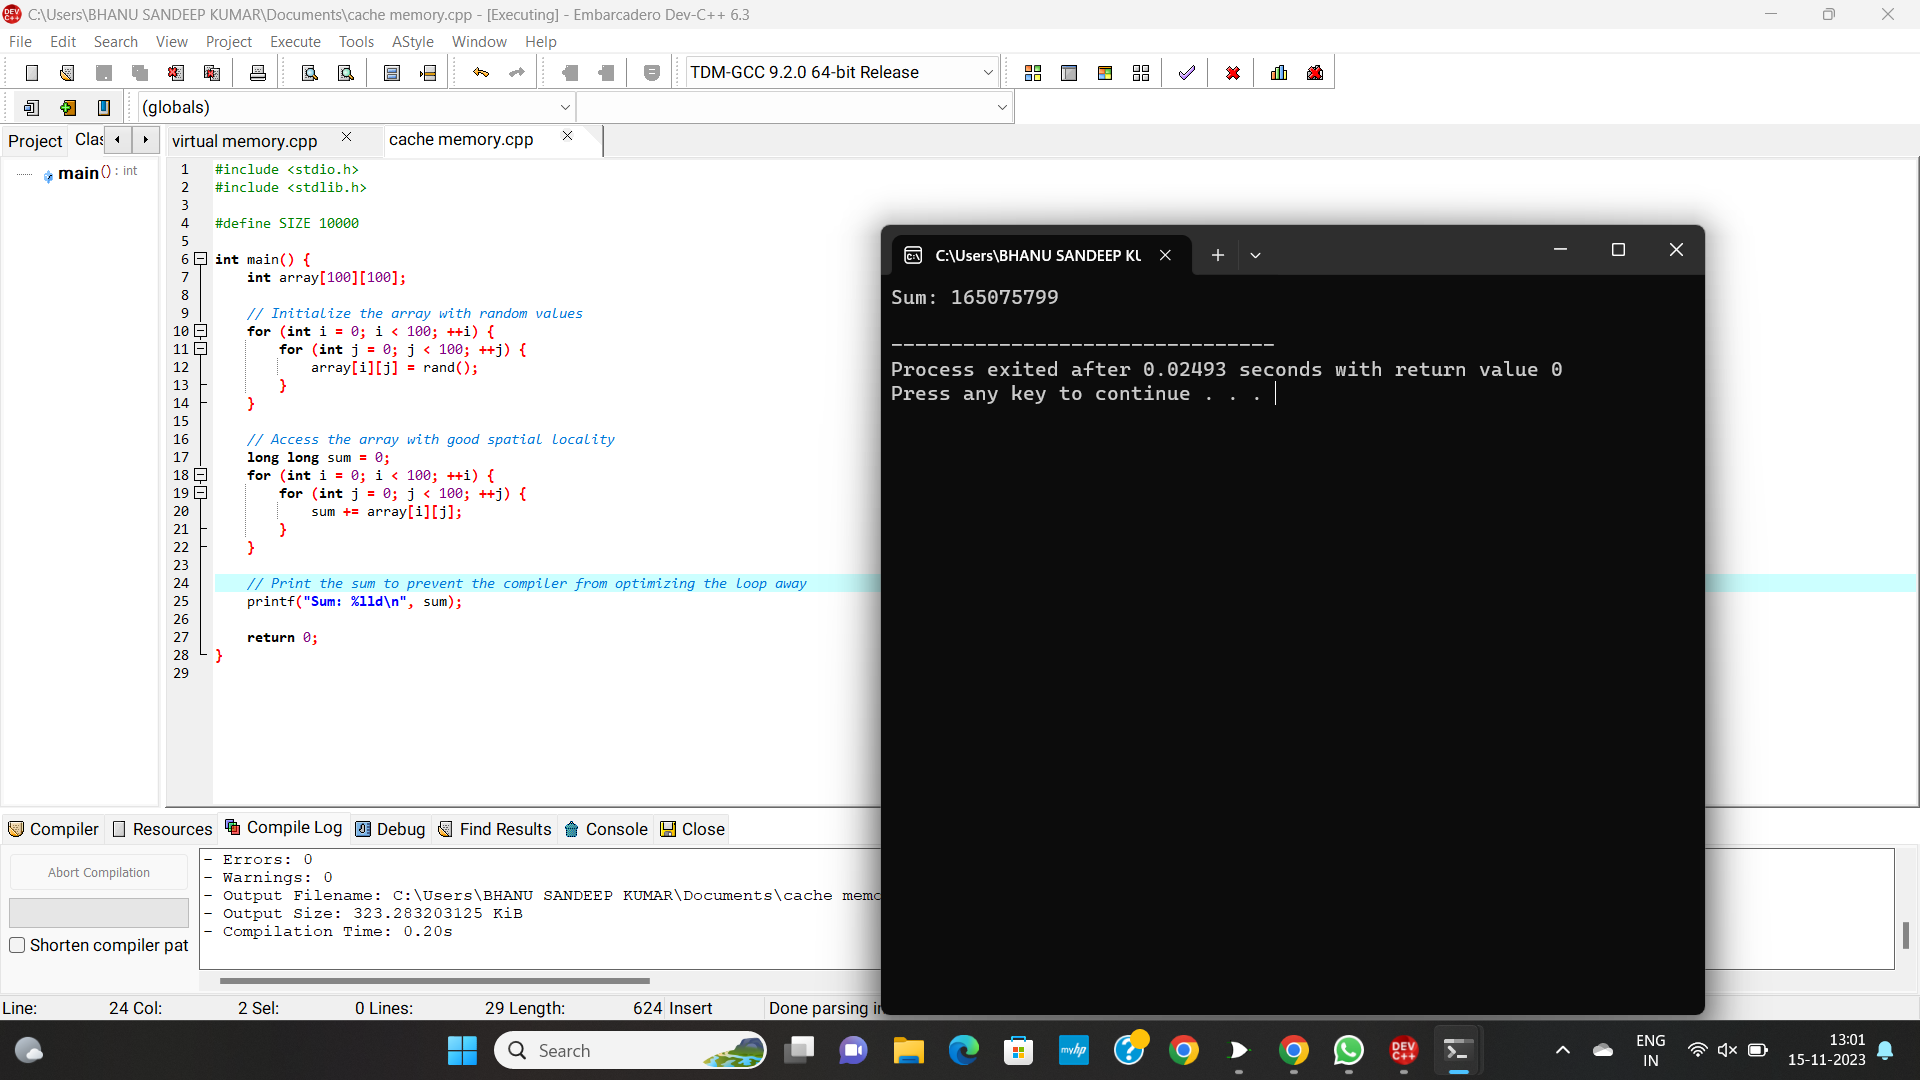 C:\Users\BHANU SANDEEP KUMAR\Documents\cache memory.cpp - [Executing] - Embarcadero Dev-C++ 6.3
File Edit Search View Project Execute Tools AStyle Window Help
TDM-GCC 9.2.0 64-bit Release
(globals)
Project Clas virtual memory.cpp cache memory.cpp
main() : int
1 #include <stdio.h>
2 #include <stdlib.h>
3
4 #define SIZE 10000
5
6 int main() {
7 int array[100][100];
8
9 // Initialize the array with random values
10 for (int i = 0; i < 100; ++i) {
11 for (int j = 0; j < 100; ++j) {
12 array[i][j] = rand();
13 }
14 }
15
16 // Access the array with good spatial locality
17 long long sum = 0;
18 for (int i = 0; i < 100; ++i) {
19 for (int j = 0; j < 100; ++j) {
20 sum += array[i][j];
21 }
22 }
23
24 // Print the sum to prevent the compiler from optimizing the loop away
25 printf("Sum: %lld\n", sum);
26
27 return 0;
28 }
29
C:\Users\BHANU SANDEEP KU
Sum: 165075799
--------------------------------
Process exited after 0.02493 seconds with return value 0
Press any key to continue . . .
Compiler Resources Compile Log Debug Find Results Console Close
Abort Compilation
Shorten compiler pat
- Errors: 0
- Warnings: 0
- Output Filename: C:\Users\BHANU SANDEEP KUMAR\Documents\cache memo
- Output Size: 323.283203125 KiB
- Compilation Time: 0.20s
Line: 24 Col: 2 Sel: 0 Lines: 29 Length: 624 Insert Done parsing in
Search
myhp
DEV C++
ENG
IN
13:01
15-11-2023